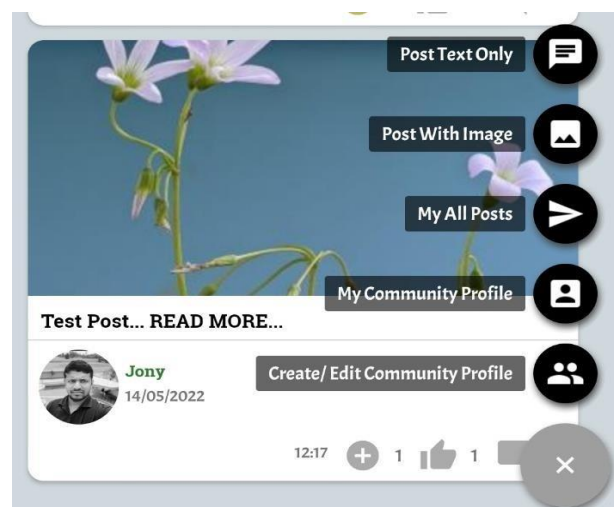 Post Text Only
Post With Image
My All Posts
My Community Profile
Test Post... READ MORE...
Jony
Create/ Edit Community Profile
14/05/2022
12:17 1 1